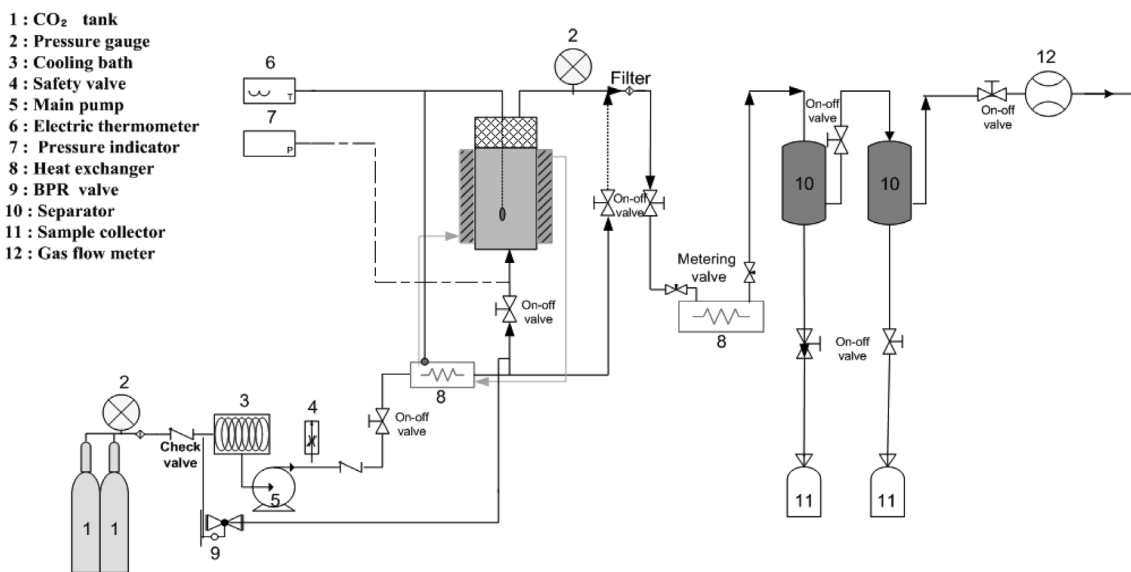 1 : CO₂ tank
2 : Pressure gauge
3 : Cooling bath
4 : Safety valve
5 : Main pump
6 : Electric thermometer
7 : Pressure indicator
8 : Heat exchanger
9 : BPR valve
10 : Separator
11 : Sample collector
12 : Gas flow meter
6
T
7
P
2
Filter
On-off
valve
Metering
valve
8
On-off
valve
8
On-off
valve
2
Check
valve
3
4
5
9
1
1
On-off
valve
10
10
On-off
valve
12
On-off
valve
11
11